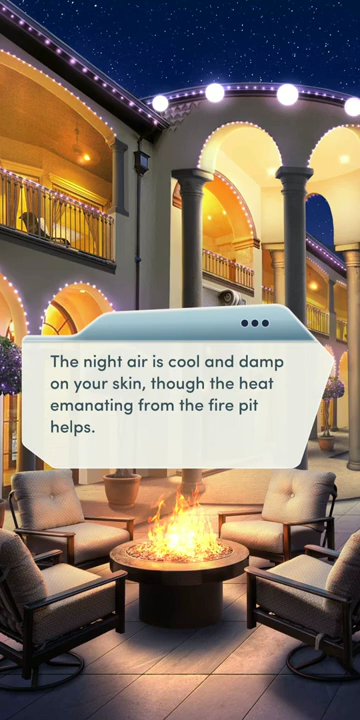 The night air is cool and damp
on your skin, though the heat
emanating from the fire pit
helps.